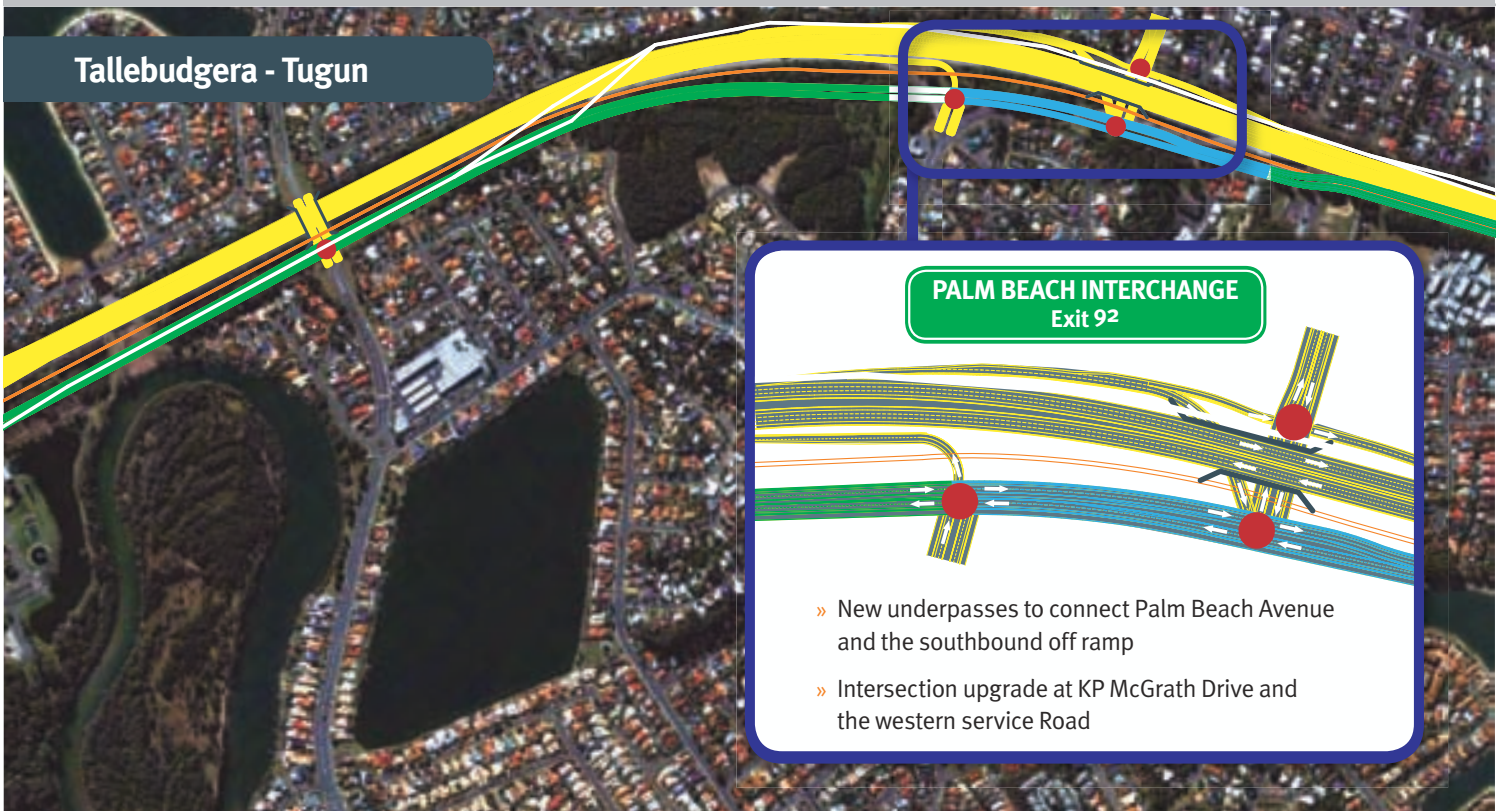 Tallebudgera - Tugun
PALM BEACH INTERCHANGE
Exit 92
» New underpasses to connect Palm Beach Avenue
and the southbound off ramp
» Intersection upgrade at KP McGrath Drive and
the western service Road